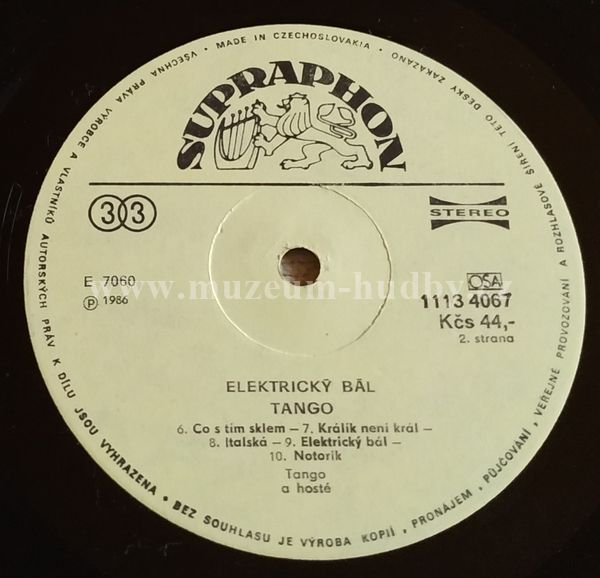 VŠECHNA PRÁVA VÝROBCE A VLASTNÍKŮ AUTORSKÝCH PRÁV K DÍLU JSOU VYHRAZENA • BEZ SOUHLASU JE VÝROBA KOPIÍ, PRONÁJEM, PŮJČOVÁNÍ, VEŘEJNÉ PROVOZOVÁNÍ A ROZHLASOVÉ ŠÍŘENÍ TÉTO DESKY ZAKÁZÁNO • MADE IN CZECHOSLOVAKIA •
SUPRAPHON
33
STEREO
E 7060
Ⓟ 1986
OSA
1113 4067
Kčs 44,-
2. strana
www.muzeum-hudby.cz
ELEKTRICKÝ BÁL
TANGO
6. Co s tím sklem – 7. Králík není král –
8. Italská – 9. Elektrický bál –
10. Notorik
Tango
a hosté